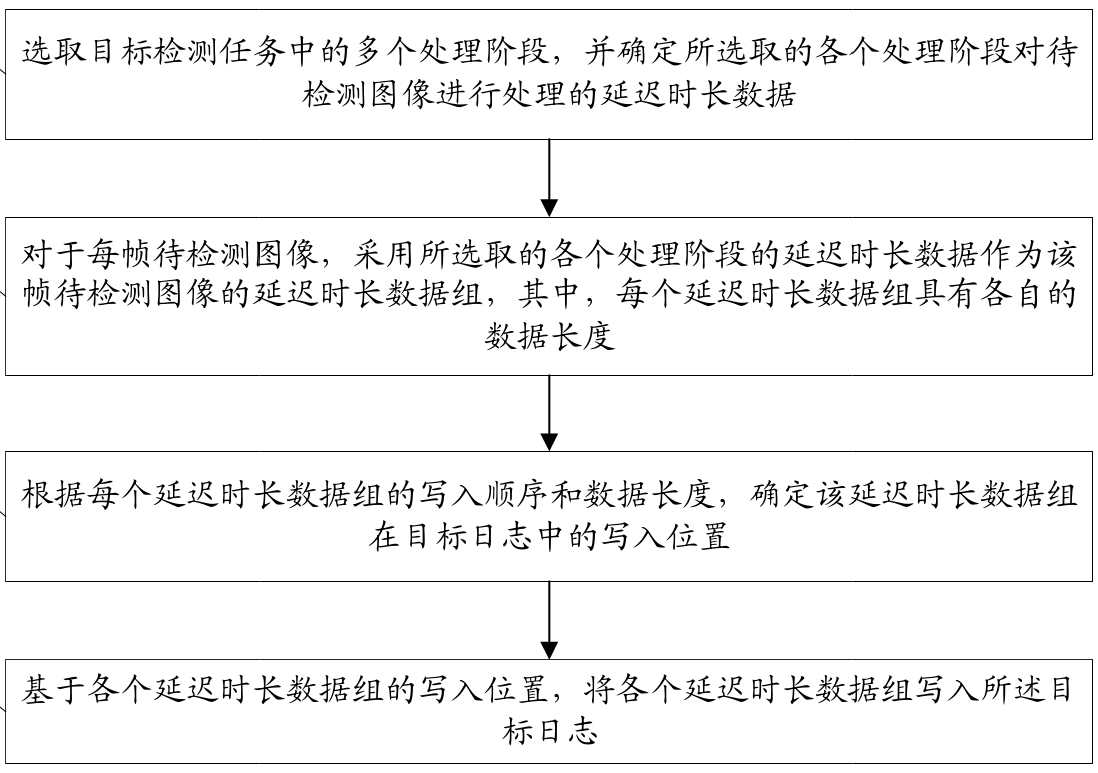 选取目标检测任务中的多个处理阶段，并确定所选取的各个处理阶段对待
检测图像进行处理的延迟时长数据
对于每帧待检测图像，采用所选取的各个处理阶段的延迟时长数据作为该
帧待检测图像的延迟时长数据组，其中，每个延迟时长数据组具有各自的
数据长度
根据每个延迟时长数据组的写入顺序和数据长度，确定该延迟时长数据组
在目标日志中的写入位置
基于各个延迟时长数据组的写入位置，将各个延迟时长数据组写入所述目
标日志